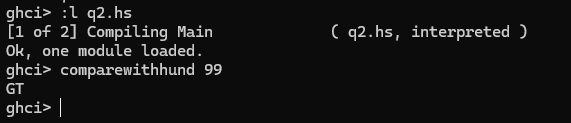 ghci> :l q2.hs
[1 of 2] Compiling Main             ( q2.hs, interpreted )
Ok, one module loaded.
ghci> comparewithhund 99
GT
ghci>